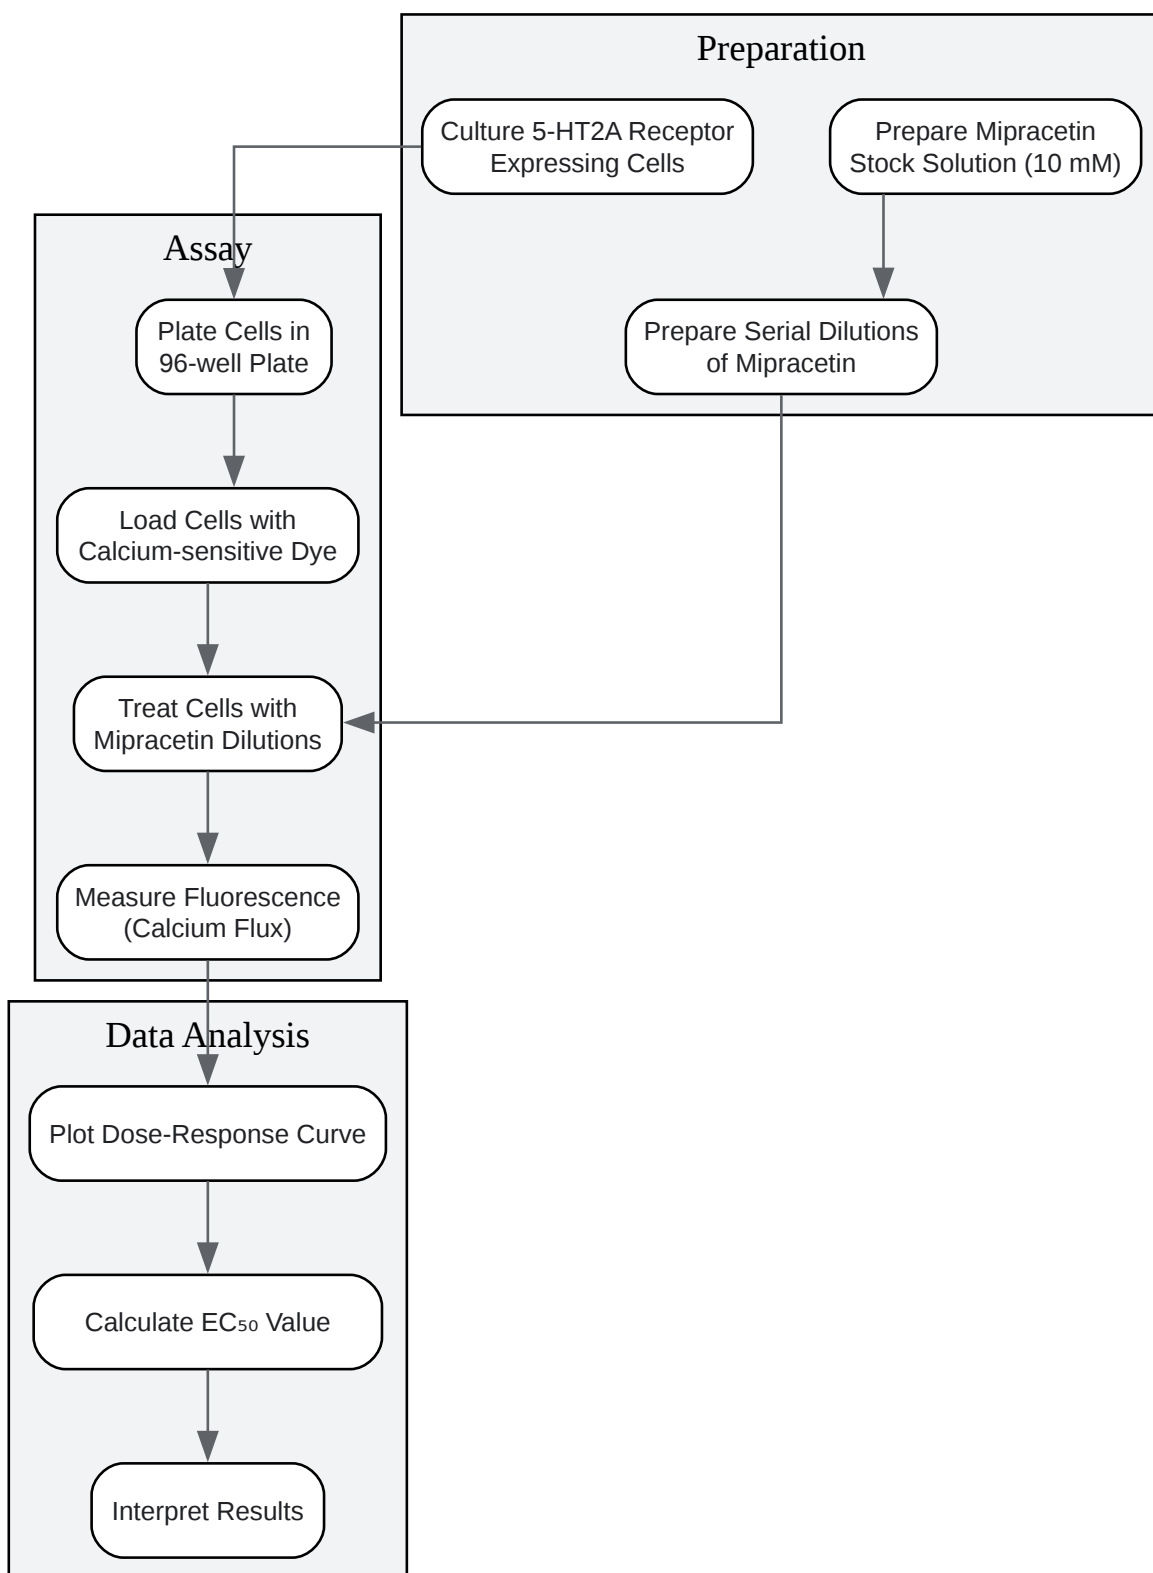 Preparation
Culture 5-HT2A Receptor
Expressing Cells
Prepare Mipracetin
Stock Solution (10 mM)
Prepare Serial Dilutions
of Mipracetin
Assay
Plate Cells in
96-well Plate
Load Cells with
Calcium-sensitive Dye
Treat Cells with
Mipracetin Dilutions
Measure Fluorescence
(Calcium Flux)
Data Analysis
Plot Dose-Response Curve
Calculate EC₅₀ Value
Interpret Results